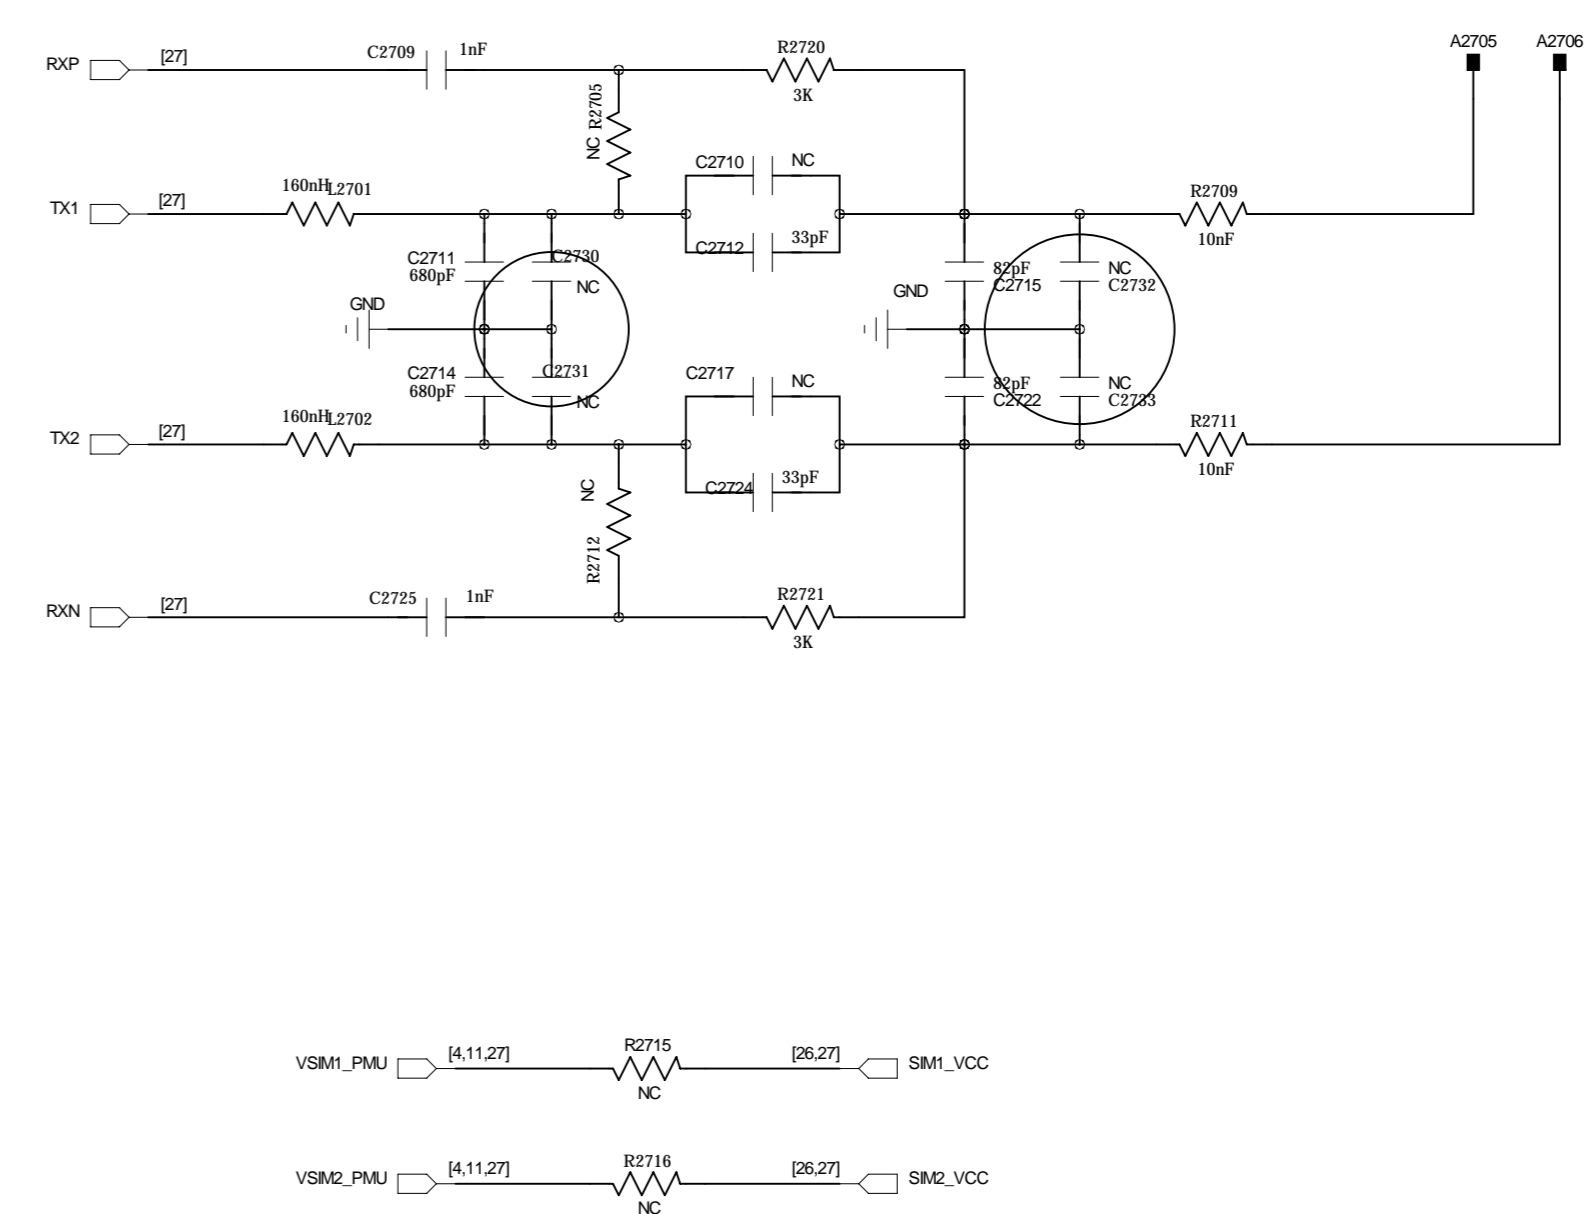 A2705 A2706
RXP [27] C2709 1nF R2720
3K
NC R2705
C2710 NC
TX1 [27] 160nH L2701 R2709
10nF
C2712 33pF
C2711 C2730
680pF NC
82pF NC
C2715 C2732
GND GND
C2714 C2731
680pF NC
C2717 NC
82pF NC
C2722 C2733
TX2 [27] 160nH L2702 R2711
10nF
C2724 33pF
NC R2712
RXN [27] C2725 1nF R2721
3K
VSIM1_PMU [4,11,27] R2715 [26,27] SIM1_VCC
NC
VSIM2_PMU [4,11,27] R2716 [26,27] SIM2_VCC
NC